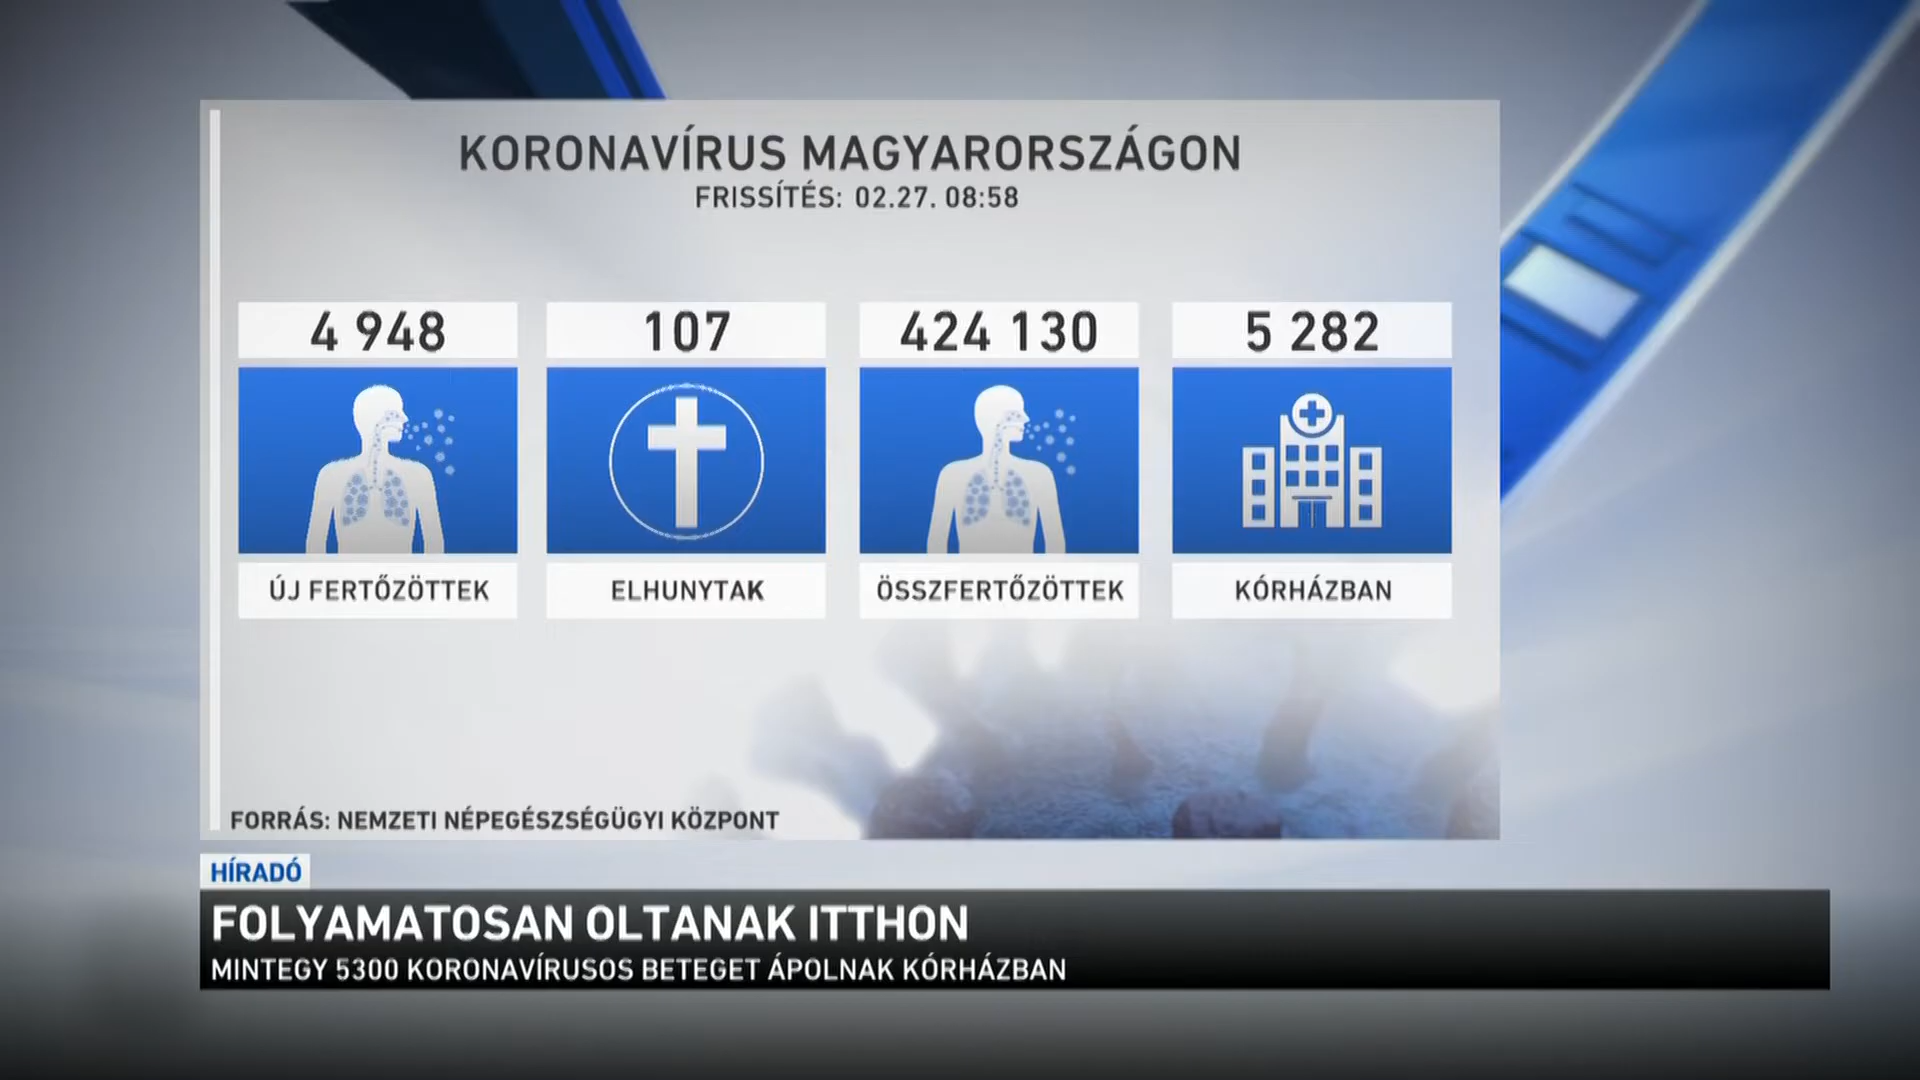 KORONAVÍRUS MAGYARORSZÁGON
FRISSÍTÉS: 02.27. 08:58
4 948
107
424 130
5 282
ÚJ FERTŐZÖTTEK
ELHUNYTAK
ÖSSZFERTŐZÖTTEK
KÓRHÁZBAN
FORRÁS: NEMZETI NÉPEGÉSZSÉGÜGYI KÖZPONT
HÍRADÓ
FOLYAMATOSAN OLTANAK ITTHON
MINTEGY 5300 KORONAVÍRUSOS BETEGET ÁPOLNAK KÓRHÁZBAN